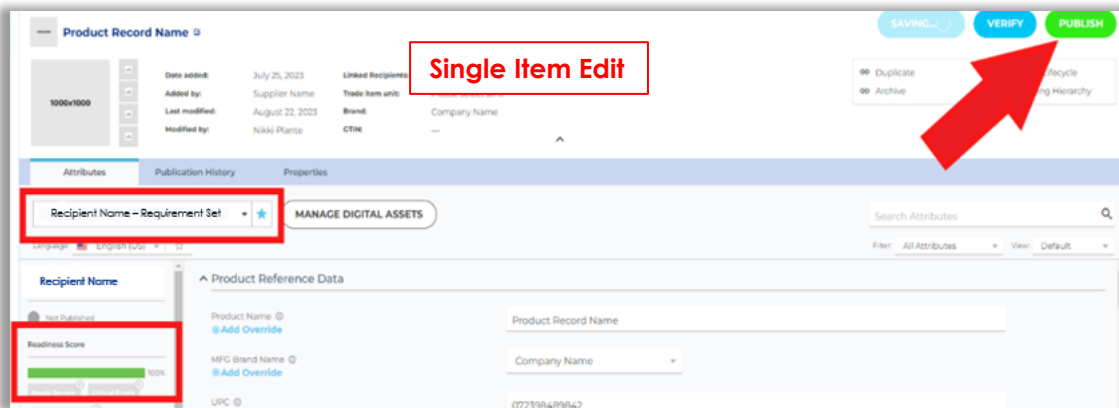 Product Record Name
SAVING...
VERIFY
PUBLISH
Single Item Edit
1000x1000
Date added: July 25, 2023
Added by: Supplier Name
Last modified: August 22, 2023
Modified by: Nikki Plante
Linked Recipients:
Trade item unit:
Brand: Company Name
GTIN: —
Duplicate
Archive
Lifecycle
Hierarchy
Attributes
Publication History
Properties
Recipient Name – Requirement Set
MANAGE DIGITAL ASSETS
Search Attributes
Language: English (US)
Filter: All Attributes
View: Default
Recipient Name
Not Published
Readiness Score
100%
Product Reference Data
Product Name
Add Override
Product Record Name
MFG Brand Name
Add Override
Company Name
UPC
072398489842